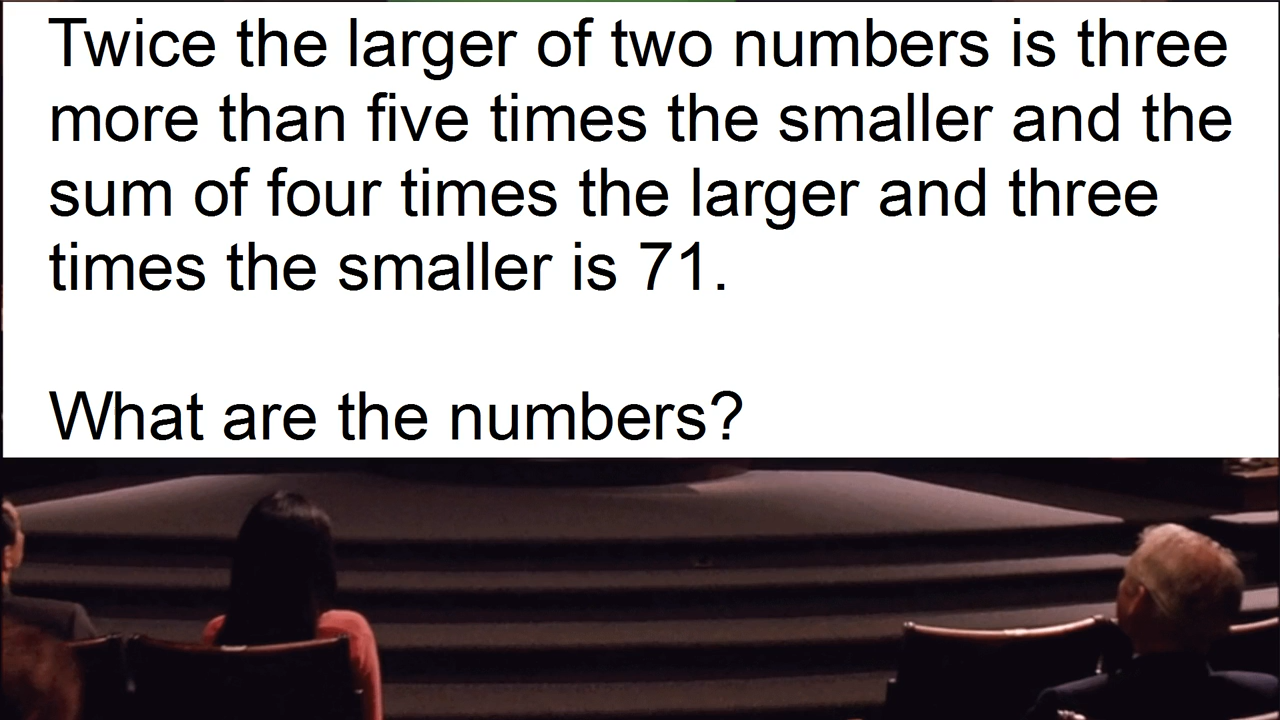 Twice the larger of two numbers is three
more than five times the smaller and the
sum of four times the larger and three
times the smaller is 71.
What are the numbers?